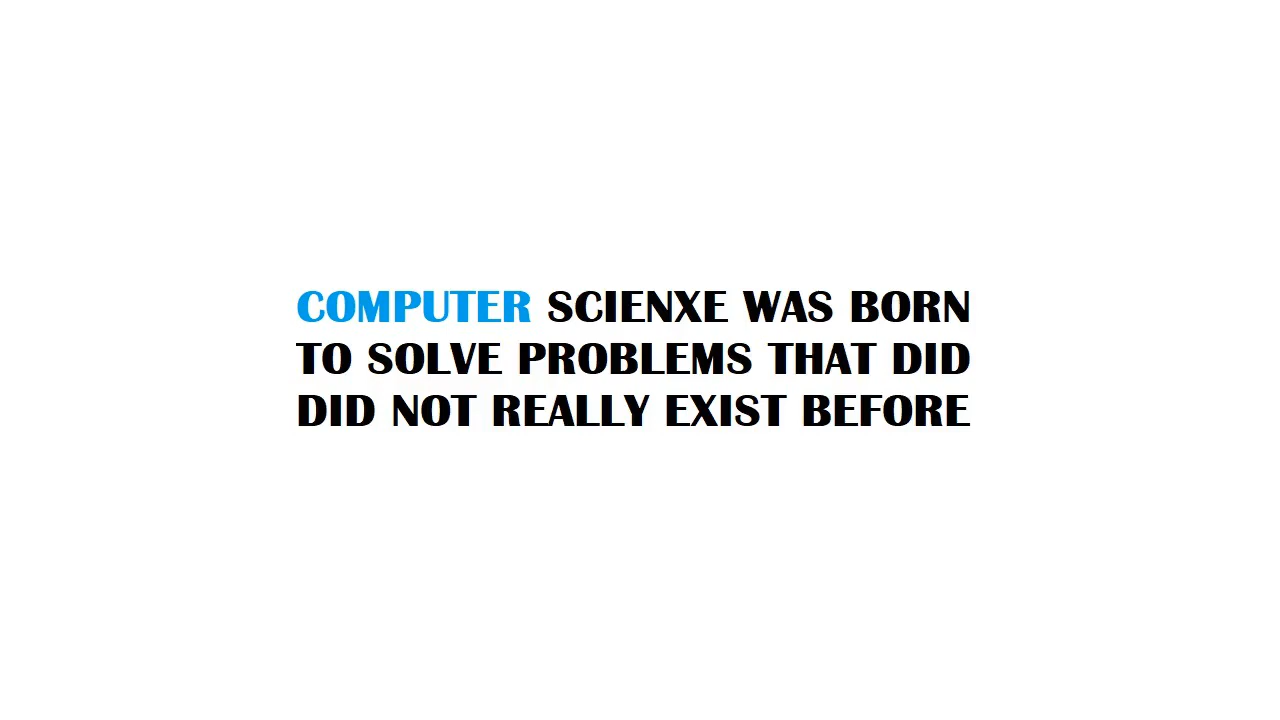 COMPUTER SCIENXE WAS BORN
TO SOLVE PROBLEMS THAT DID
DID NOT REALLY EXIST BEFORE